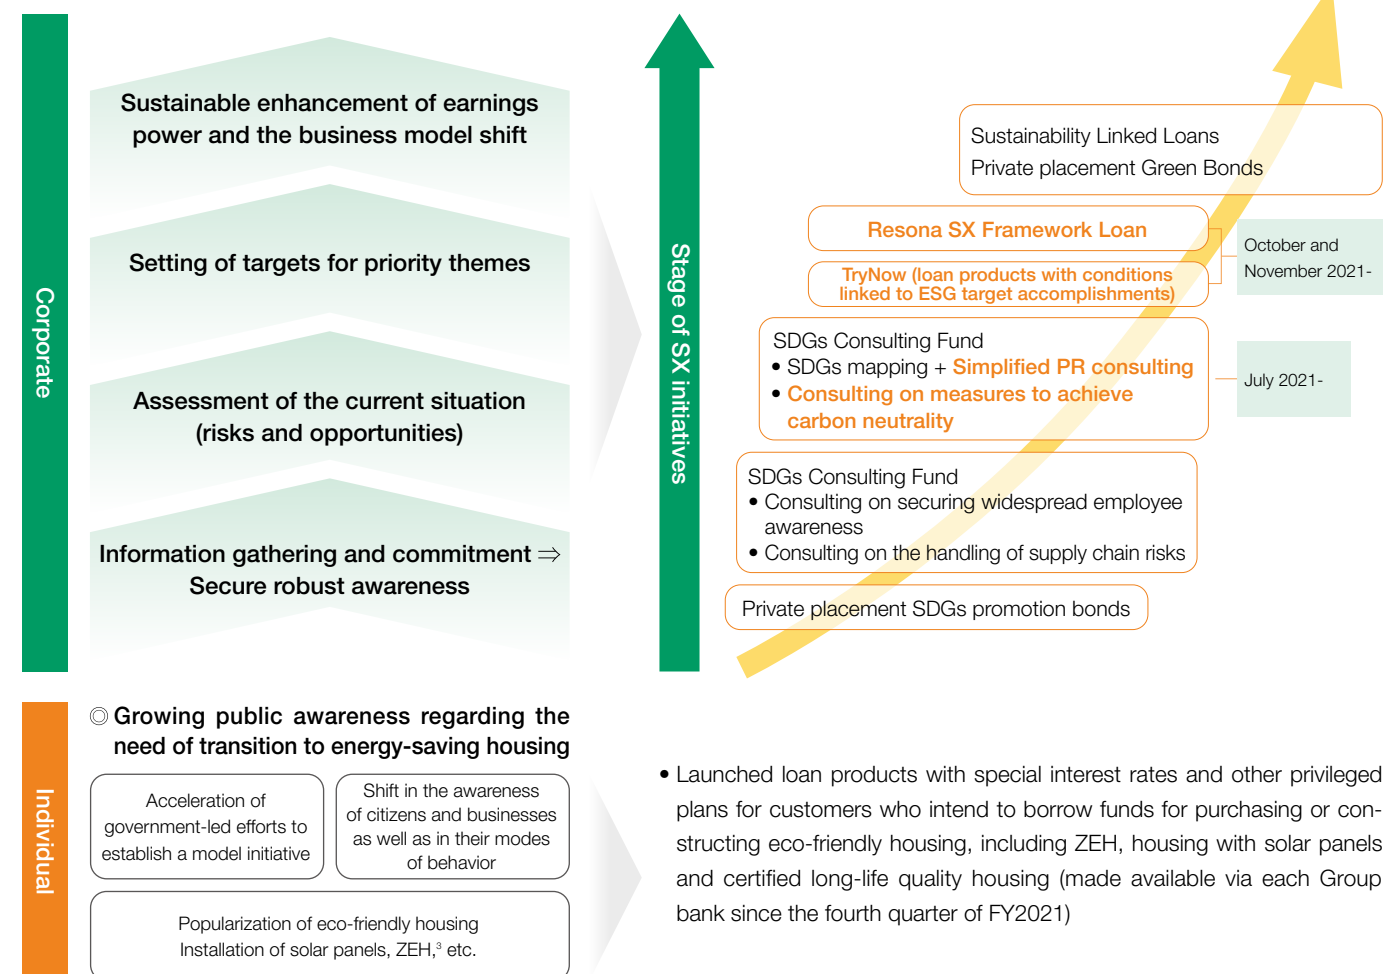 Corporate
Sustainable enhancement of earnings
power and the business model shift
Setting of targets for priority themes
Assessment of the current situation
(risks and opportunities)
Information gathering and commitment ⇒
Secure robust awareness
Stage of SX initiatives
Sustainability Linked Loans
Private placement Green Bonds
Resona SX Framework Loan
TryNow (loan products with conditions
linked to ESG target accomplishments)
October and
November 2021-
SDGs Consulting Fund
• SDGs mapping + Simplified PR consulting
• Consulting on measures to achieve
carbon neutrality
July 2021-
SDGs Consulting Fund
• Consulting on securing widespread employee
awareness
• Consulting on the handling of supply chain risks
Private placement SDGs promotion bonds
Individual
◎ Growing public awareness regarding the
need of transition to energy-saving housing
Acceleration of
government-led efforts to
establish a model initiative
Shift in the awareness
of citizens and businesses
as well as in their modes
of behavior
Popularization of eco-friendly housing
Installation of solar panels, ZEH,³ etc.
• Launched loan products with special interest rates and other privileged
plans for customers who intend to borrow funds for purchasing or con-
structing eco-friendly housing, including ZEH, housing with solar panels
and certified long-life quality housing (made available via each Group
bank since the fourth quarter of FY2021)